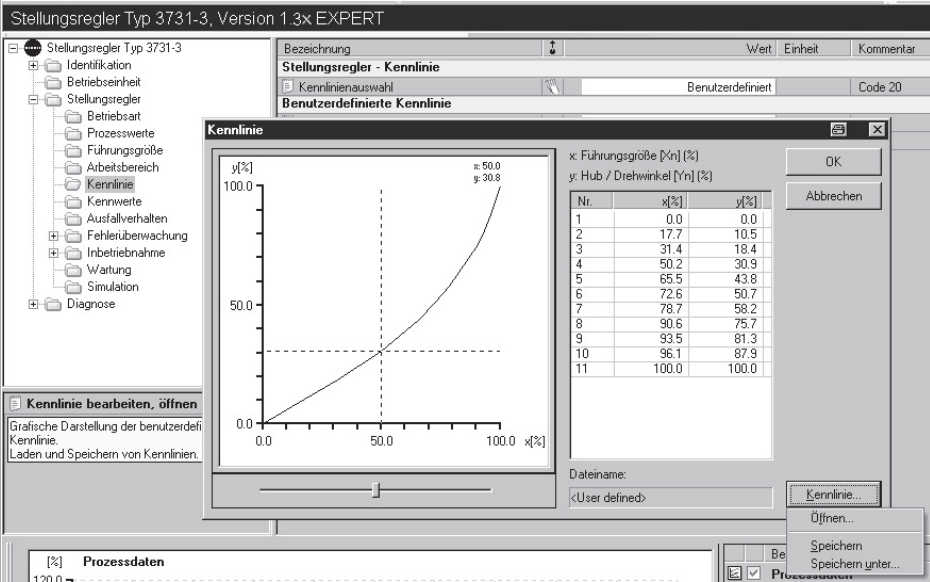 Stellungsregler Typ 3731-3, Version 1.3x EXPERT
Stellungsregler Typ 3731-3
Identifikation
Betriebseinheit
Stellungsregler
Betriebsart
Prozesswerte
Führungsgröße
Arbeitsbereich
Kennlinie
Kennwerte
Ausfallverhalten
Fehlerüberwachung
Inbetriebnahme
Wartung
Simulation
Diagnose
Bezeichnung Wert Einheit Kommentar
Stellungsregler - Kennlinie
Kennlinienauswahl Benutzerdefiniert Code 20
Benutzerdefinierte Kennlinie
Kennlinie
y[%]
x: 50.0
y: 30.8
100.0
50.0
0.0
0.0 50.0 100.0 x[%]
x: Führungsgröße [Xn] (%)
y: Hub / Drehwinkel [Yn] (%)
Nr. x[%] y[%]
1 0.0 0.0
2 17.7 10.5
3 31.4 18.4
4 50.2 30.9
5 65.5 43.8
6 72.6 50.7
7 78.7 58.2
8 90.6 75.7
9 93.5 81.3
10 96.1 87.9
11 100.0 100.0
OK
Abbrechen
Dateiname:
<User defined>
Kennlinie...
Öffnen...
Speichern
Speichern unter...
Kennlinie bearbeiten, öffnen
Grafische Darstellung der benutzerdefi
Kennlinie.
Laden und Speichern von Kennlinien.
[%] Prozessdaten
120.0
Be
Prozessdaten